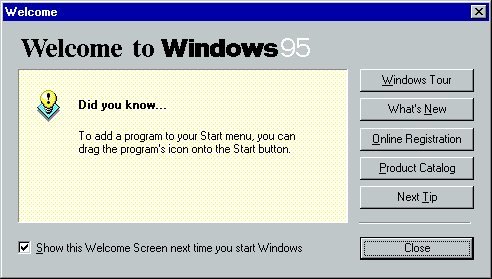 Welcome
Welcome to Windows95
Did you know...
To add a program to your Start menu, you can
drag the program's icon onto the Start button.
Windows Tour
What's New
Online Registration
Product Catalog
Next Tip
Show this Welcome Screen next time you start Windows
Close